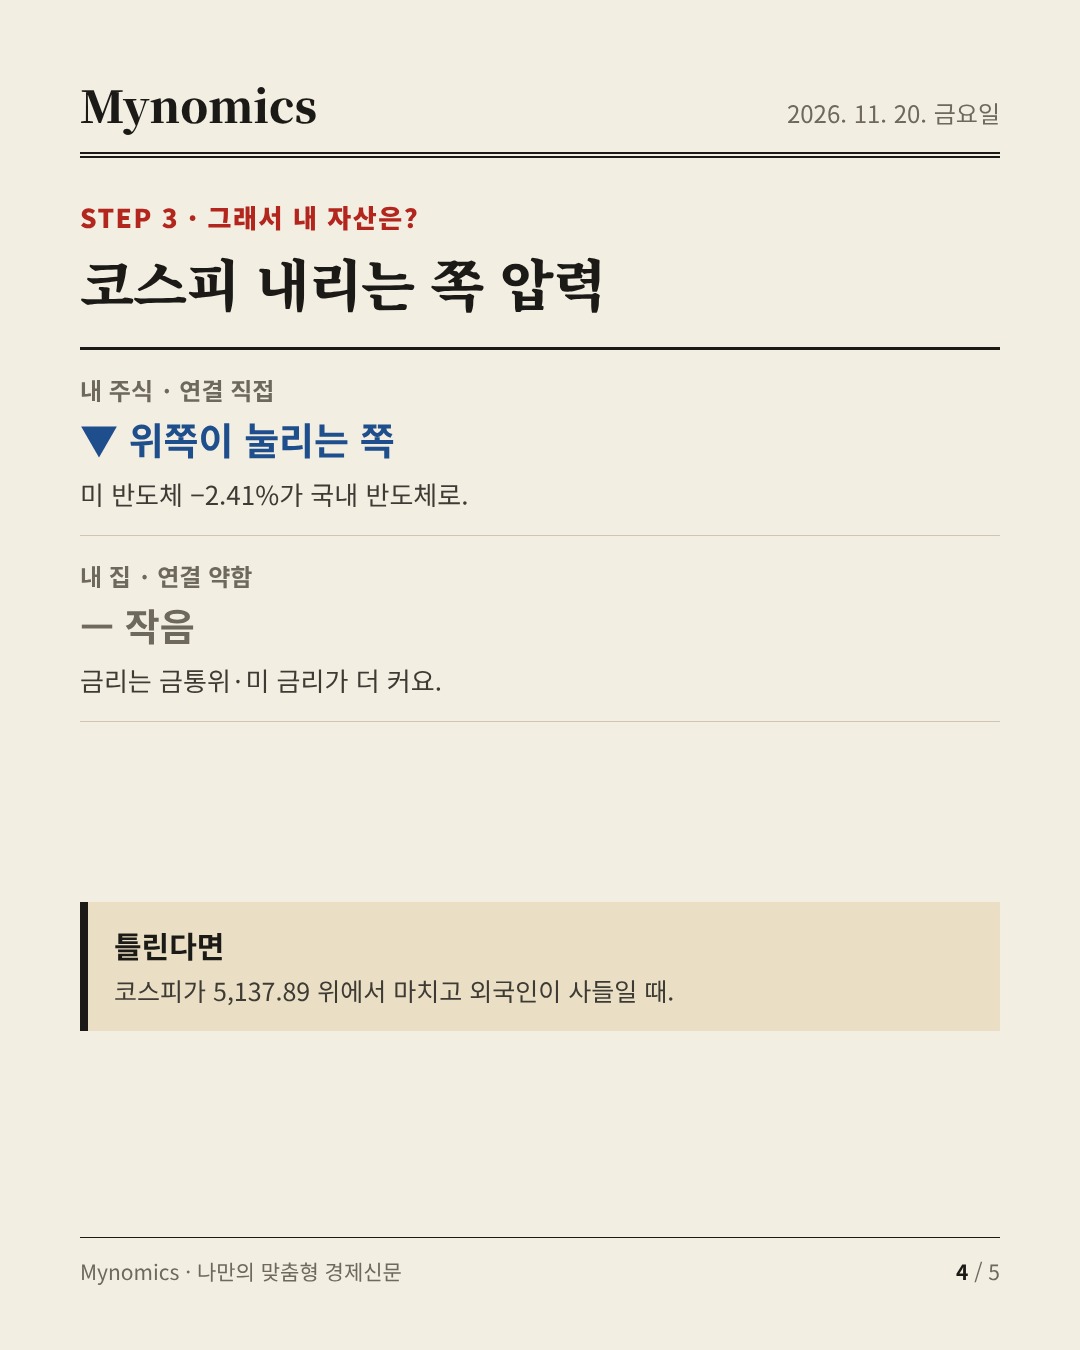 Mynomics
2026. 11. 20. 금요일
STEP 3 · 그래서 내 자산은?
코스피 내리는 쪽 압력
내 주식 · 연결 직접
▼ 위쪽이 눌리는 쪽
미 반도체 −2.41%가 국내 반도체로.
내 집 · 연결 약함
— 작음
금리는 금통위·미 금리가 더 커요.
틀린다면
코스피가 5,137.89 위에서 마치고 외국인이 사들일 때.
Mynomics · 나만의 맞춤형 경제신문
4 / 5